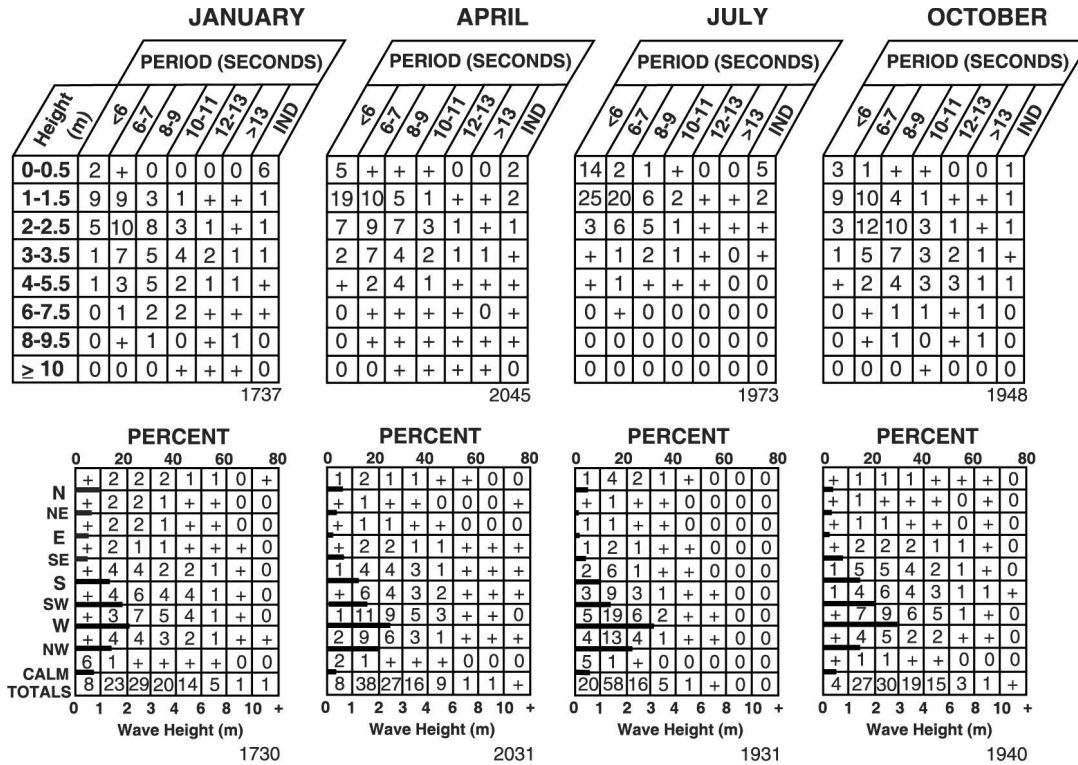 JANUARY APRIL JULY OCTOBER
PERIOD (SECONDS) PERIOD (SECONDS) PERIOD (SECONDS) PERIOD (SECONDS)
Height (m) <6 6-7 8-9 10-11 12-13 >13 IND <6 6-7 8-9 10-11 12-13 >13 IND <6 6-7 8-9 10-11 12-13 >13 IND <6 6-7 8-9 10-11 12-13 >13 IND
0-0.5 2 + 0 0 0 0 6 5 + + + 0 0 2 14 2 1 + 0 0 5 3 1 + + 0 0 1
1-1.5 9 9 3 1 + + 1 19 10 5 1 + + 2 25 20 6 2 + + 2 9 10 4 1 + + 1
2-2.5 5 10 8 3 1 + 1 7 9 7 3 1 + 1 3 6 5 1 + + + 3 12 10 3 1 + 1
3-3.5 1 7 5 4 2 1 1 2 7 4 2 1 1 + + 1 2 1 + 0 + 1 5 7 3 2 1 +
4-5.5 1 3 5 2 1 1 + + 2 4 1 + + + + 1 + + 0 0 0 + 2 4 3 3 1 1
6-7.5 0 1 2 2 + + + 0 + + + + 0 + 0 + 0 0 0 0 0 0 + 1 1 0 + +
8-9.5 0 + 1 0 + 1 0 0 + + + + + + 0 0 0 0 0 0 0 0 + 1 0 + 1 0
≥ 10 0 0 0 + + + 0 0 0 + + + + 0 0 0 0 0 0 0 0 0 0 0 + 0 0 0
1737 2045 1973 1948
PERCENT PERCENT PERCENT PERCENT
0 20 40 60 80 0 20 40 60 80 0 20 40 60 80 0 20 40 60 80
N + 2 2 2 1 1 0 + 1 2 1 1 + + 0 0 1 4 2 1 + 0 0 0 + 1 1 1 + + 0 0
NE + 2 2 1 + + 0 0 + 1 + + 0 0 0 + + 1 + + 0 0 0 0 + 1 1 + + 0 + 0
E + 2 2 1 + + 0 0 + 1 1 + + 0 0 0 1 1 + + 0 0 0 0 + 1 1 + + 0 0 0
SE + 2 1 1 + + + 0 + 2 2 1 1 + + + 1 2 1 + + 0 0 0 + 2 2 2 1 1 + 0
S + 4 4 2 2 1 + 0 1 4 4 3 1 + + + 2 6 1 + + 0 0 0 1 5 5 4 2 1 + 0
SW + 4 6 4 4 1 + 0 + 6 4 3 2 + + + 3 9 3 1 + + 0 0 1 4 6 4 3 1 1 +
W + 3 7 5 4 1 + 0 1 11 9 5 3 + + 0 5 19 6 2 + + 0 0 + 7 9 6 5 1 + 0
NW + 4 4 3 2 1 + + 2 9 6 3 1 + + 0 4 13 4 1 + + 0 0 + 4 5 2 2 + + 0
CALM 6 1 + + + + 0 0 2 1 + + + 0 0 0 5 1 + 0 0 0 0 0 + 1 1 + + 0 0 0
TOTALS 8 23 29 20 14 5 1 1 8 38 27 16 9 1 1 + 20 58 16 5 1 + 0 0 4 27 30 19 15 3 1 +
0 1 2 3 4 6 8 10 + 0 1 2 3 4 6 8 10 + 0 1 2 3 4 6 8 10 + 0 1 2 3 4 6 8 10 +
Wave Height (m) Wave Height (m) Wave Height (m) Wave Height (m)
1730 2031 1931 1940